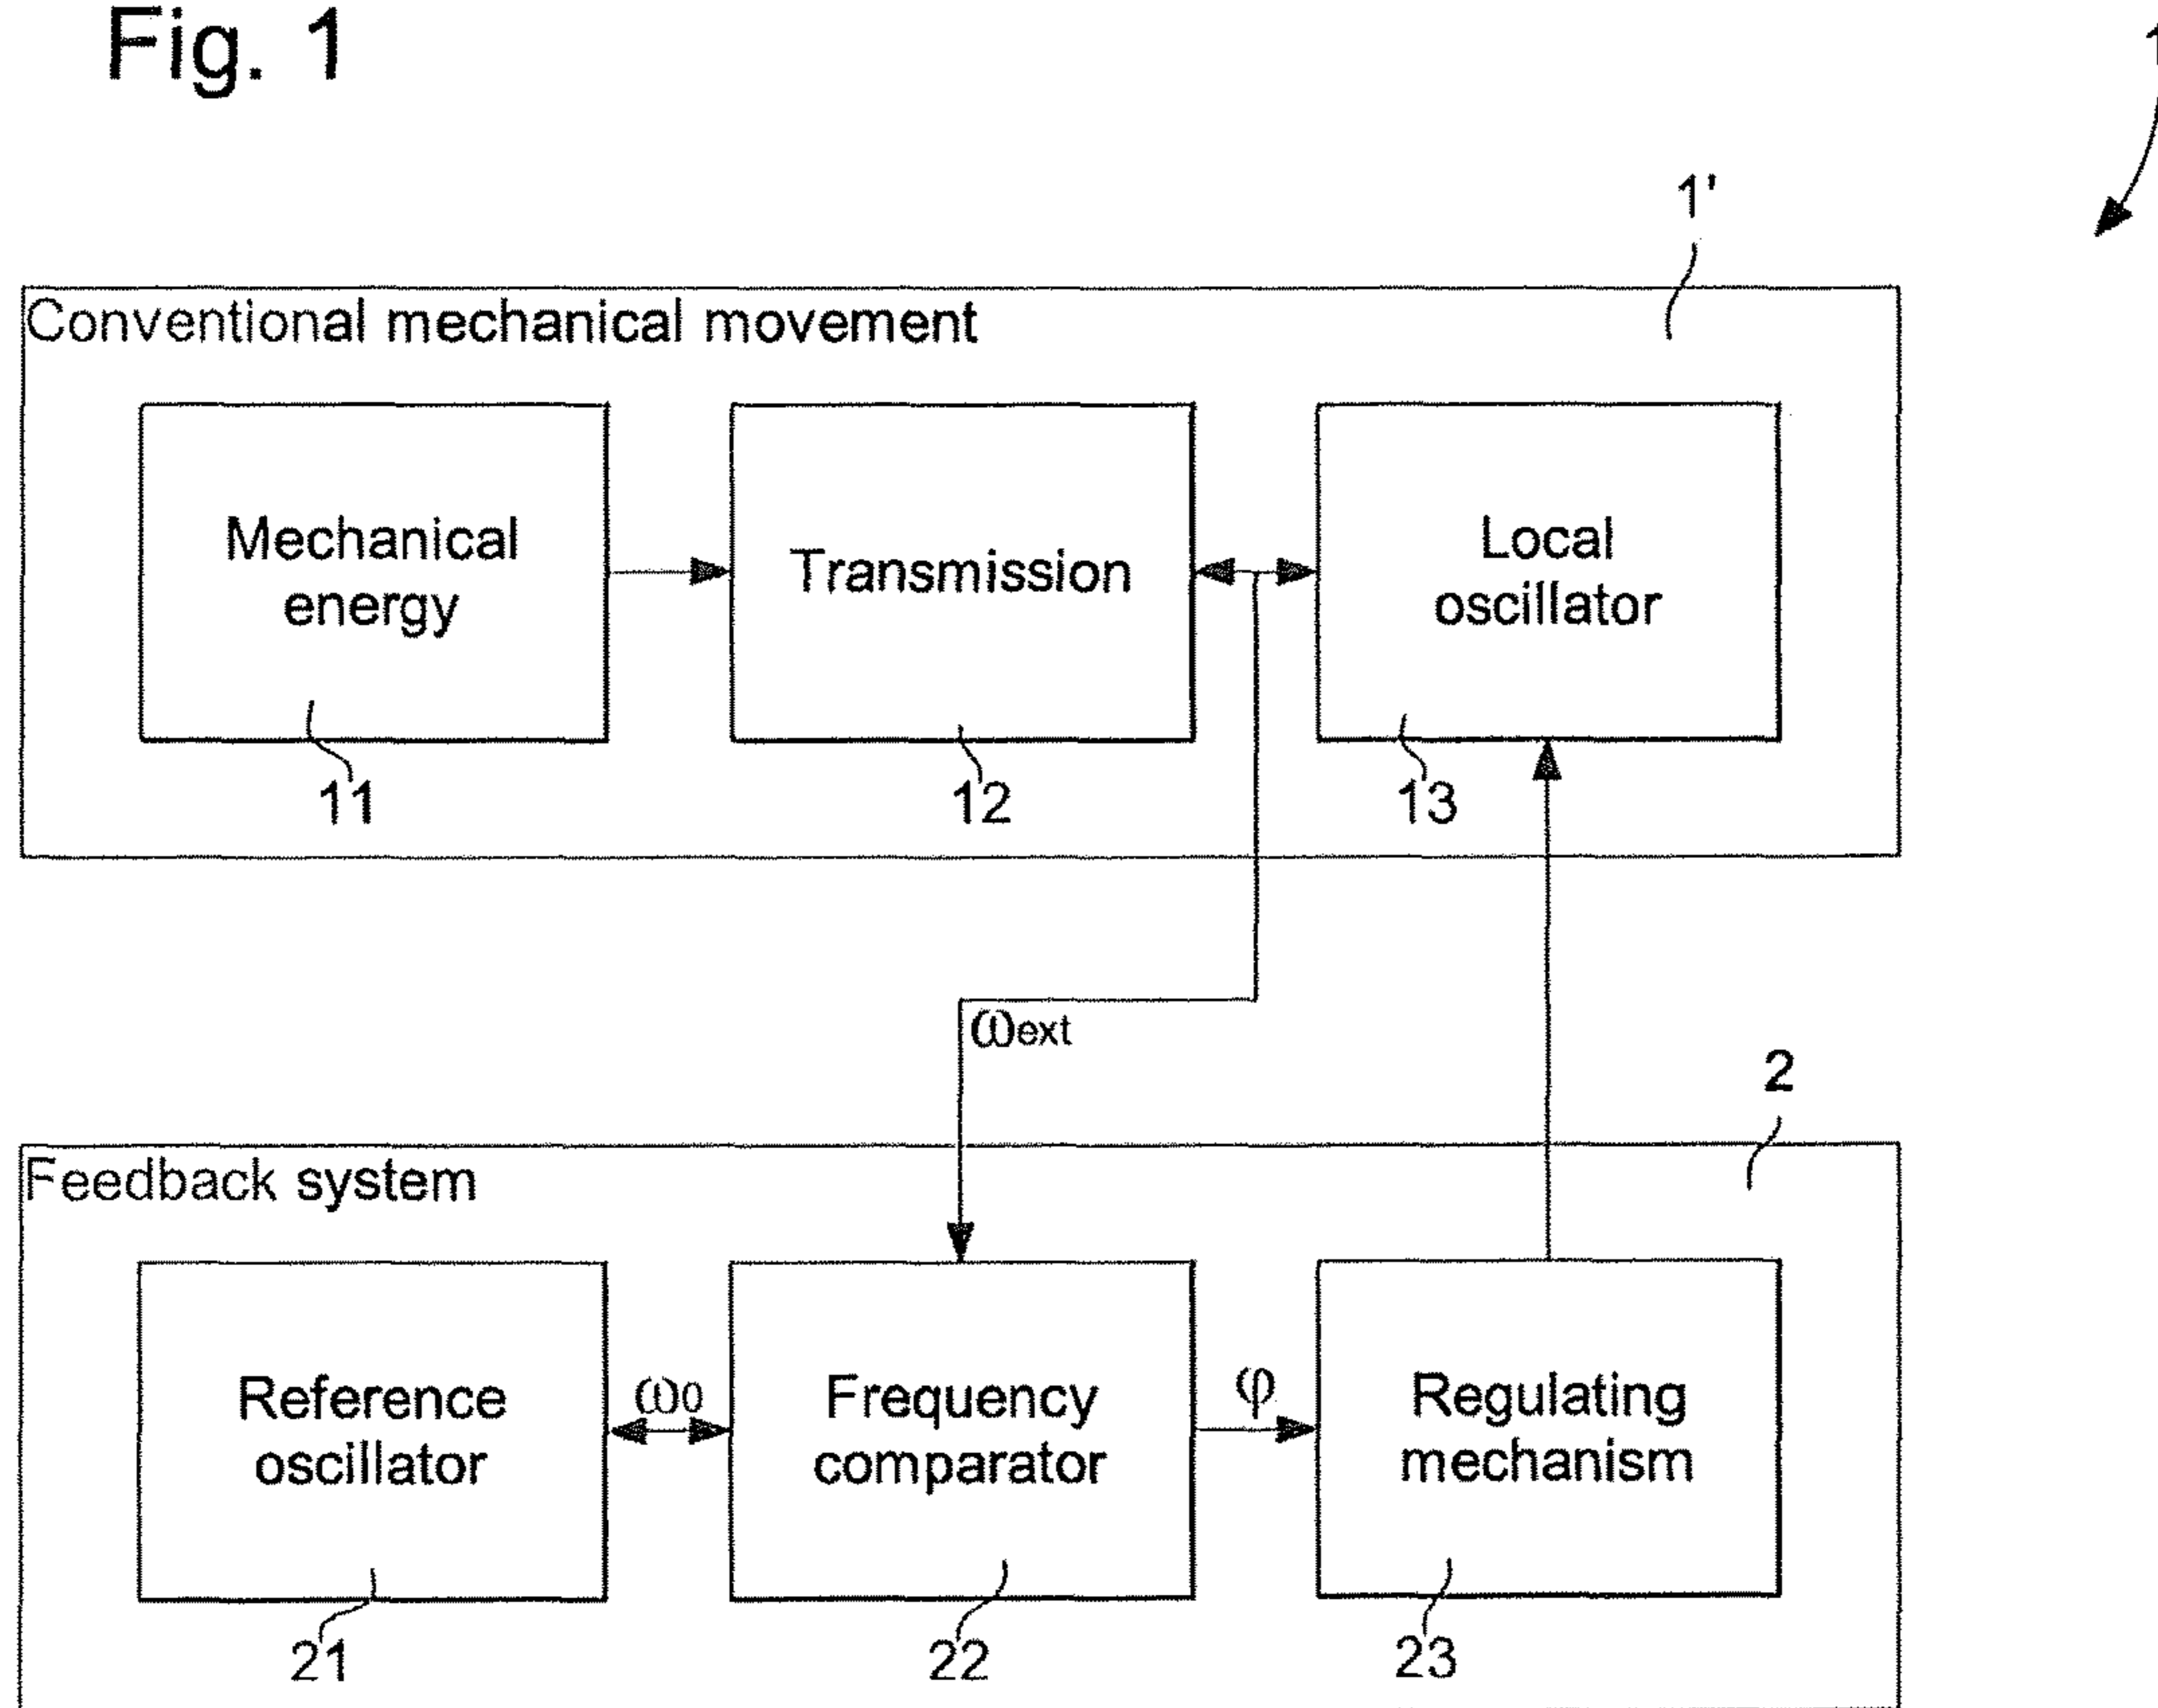 Fig. 1
1
1'
Conventional mechanical movement
Mechanical
energy
Transmission
Local
oscillator
11
12
13
ωext
2
Feedback system
Reference
oscillator
ω0
Frequency
comparator
φ
Regulating
mechanism
21
22
23